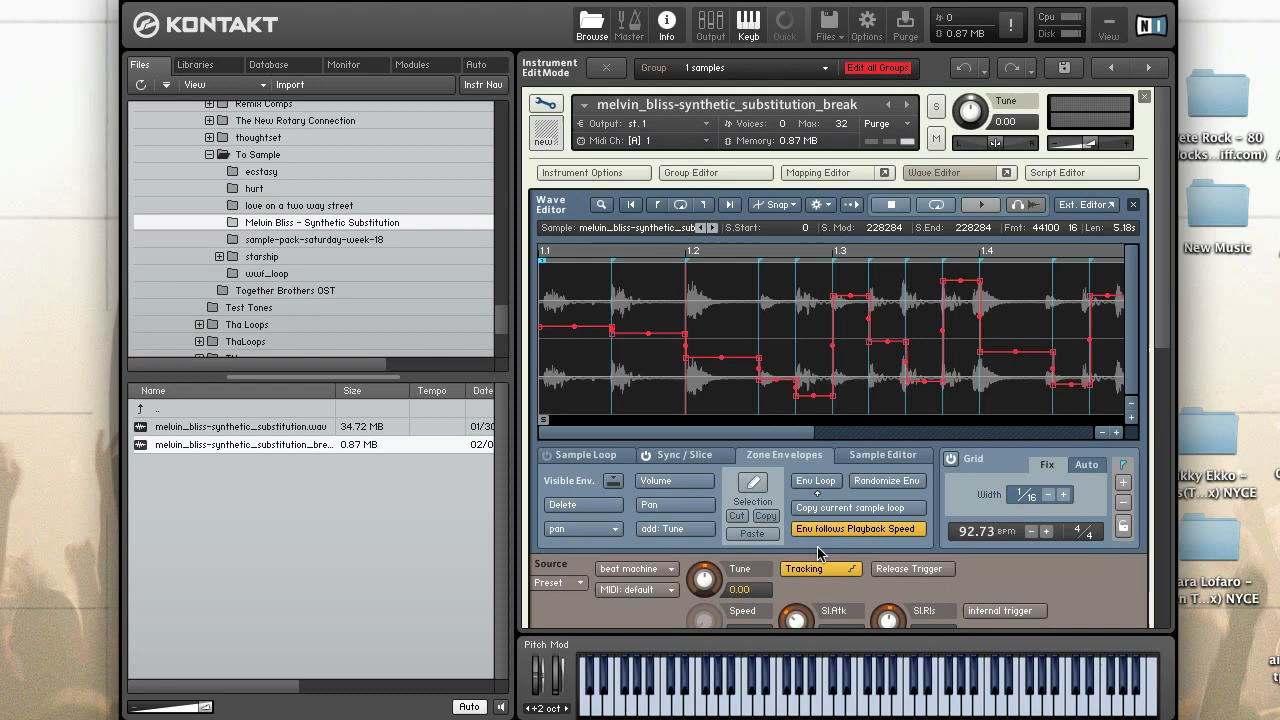 KONTAKT
Browse Master Info Output Keyb Quick Files Options Purge
0
0.87 MB
!
Cpu
Disk
View
Files Libraries Database Monitor Modules Auto
View Import Instr Nav
Remix Comps
The New Rotary Connection
thoughtset
To Sample
ecstasy
hurt
love on a two way street
Melvin Bliss - Synthetic Substitution
sample-pack-saturday-week-18
starship
wwf_loop
Together Brothers OST
Test Tones
Tha Loops
ThaLoops
Name Size Tempo Date
..
melvin_bliss-synthetic_substitution.wav 34.72 MB 01/30
melvin_bliss-synthetic_substitution_bre... 0.87 MB 02/0
Auto
Instrument
Edit Mode
Group 1 samples Edit all Groups
melvin_bliss-synthetic_substitution_break
Output: st. 1 Voices: 0 Max: 32 Purge
Midi Ch: [A] 1 Memory: 0.87 MB
new
S
M
Tune
0.00
L R
Instrument Options Group Editor Mapping Editor Wave Editor Script Editor
Wave
Editor
Snap
Ext. Editor
Sample: melvin_bliss-synthetic_sub S.Start: 0 S. Mod: 228284 S.End: 228284 Fmt: 44100 16 Len: 5.18s
1.1 1.2 1.3 1.4
S
Sample Loop Sync / Slice Zone Envelopes Sample Editor
Visible Env. Volume
Delete Pan
pan add: Tune
Selection
Cut Copy
Paste
Env Loop Randomize Env
Copy current sample loop
Env follows Playback Speed
Grid Fix Auto
Width 1/16
92.73 BPM 4/4
Source
Preset
beat machine
MIDI: default
Tune
0.00
Tracking Release Trigger
Speed Sl.Atk Sl.Rls internal trigger
Pitch Mod
+2 oct
ete Rock - 80
locks...iff.com)
New Music
kky Ekko -
s(T...x) NYCE
ara Lofaro -
n T...x) NYCE